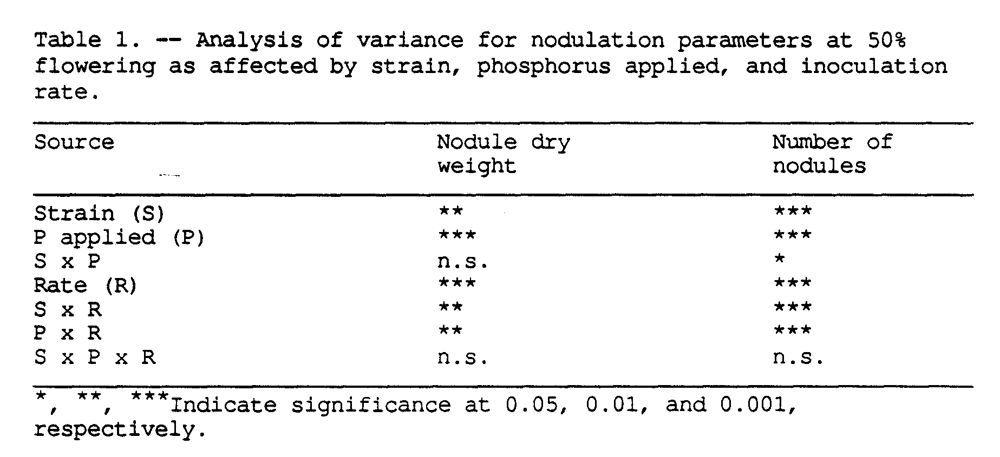 Table 1. -- Analysis of variance for nodulation parameters at 50%
flowering as affected by strain, phosphorus applied, and inoculation
rate.
Source Nodule dry Number of
weight nodules
Strain (S) ** ***
P applied (P) *** ***
S x P n.s. *
Rate (R) *** ***
S x R ** ***
P x R ** ***
S x P x R n.s. n.s.
*, **, ***Indicate significance at 0.05, 0.01, and 0.001,
respectively.